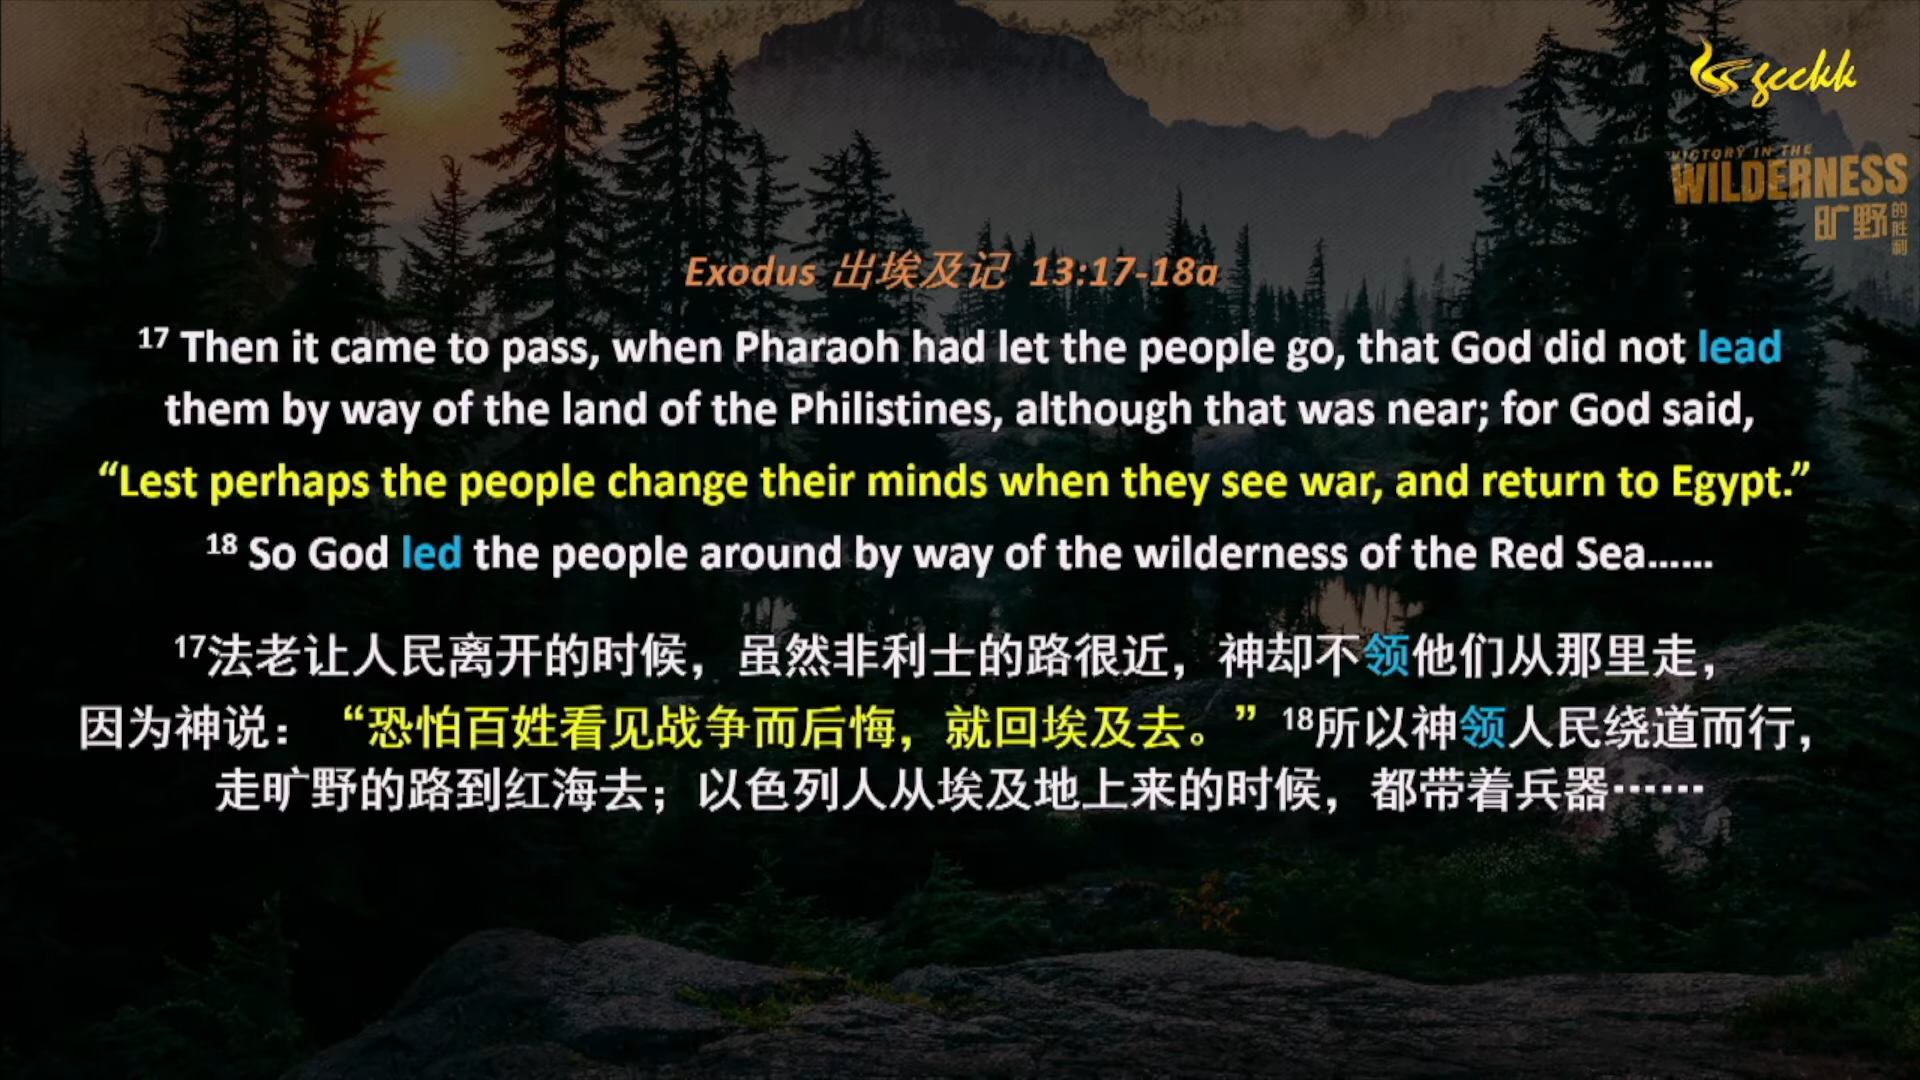 gcckk
VICTORY IN THE
WILDERNESS
旷野的胜利
Exodus 出埃及记 13:17-18a
17 Then it came to pass, when Pharaoh had let the people go, that God did not lead
them by way of the land of the Philistines, although that was near; for God said,
“Lest perhaps the people change their minds when they see war, and return to Egypt.”
18 So God led the people around by way of the wilderness of the Red Sea......
17法老让人民离开的时候，虽然非利士的路很近，神却不领他们从那里走，
因为神说：“恐怕百姓看见战争而后悔，就回埃及去。”18所以神领人民绕道而行，
走旷野的路到红海去；以色列人从埃及地上来的时候，都带着兵器……